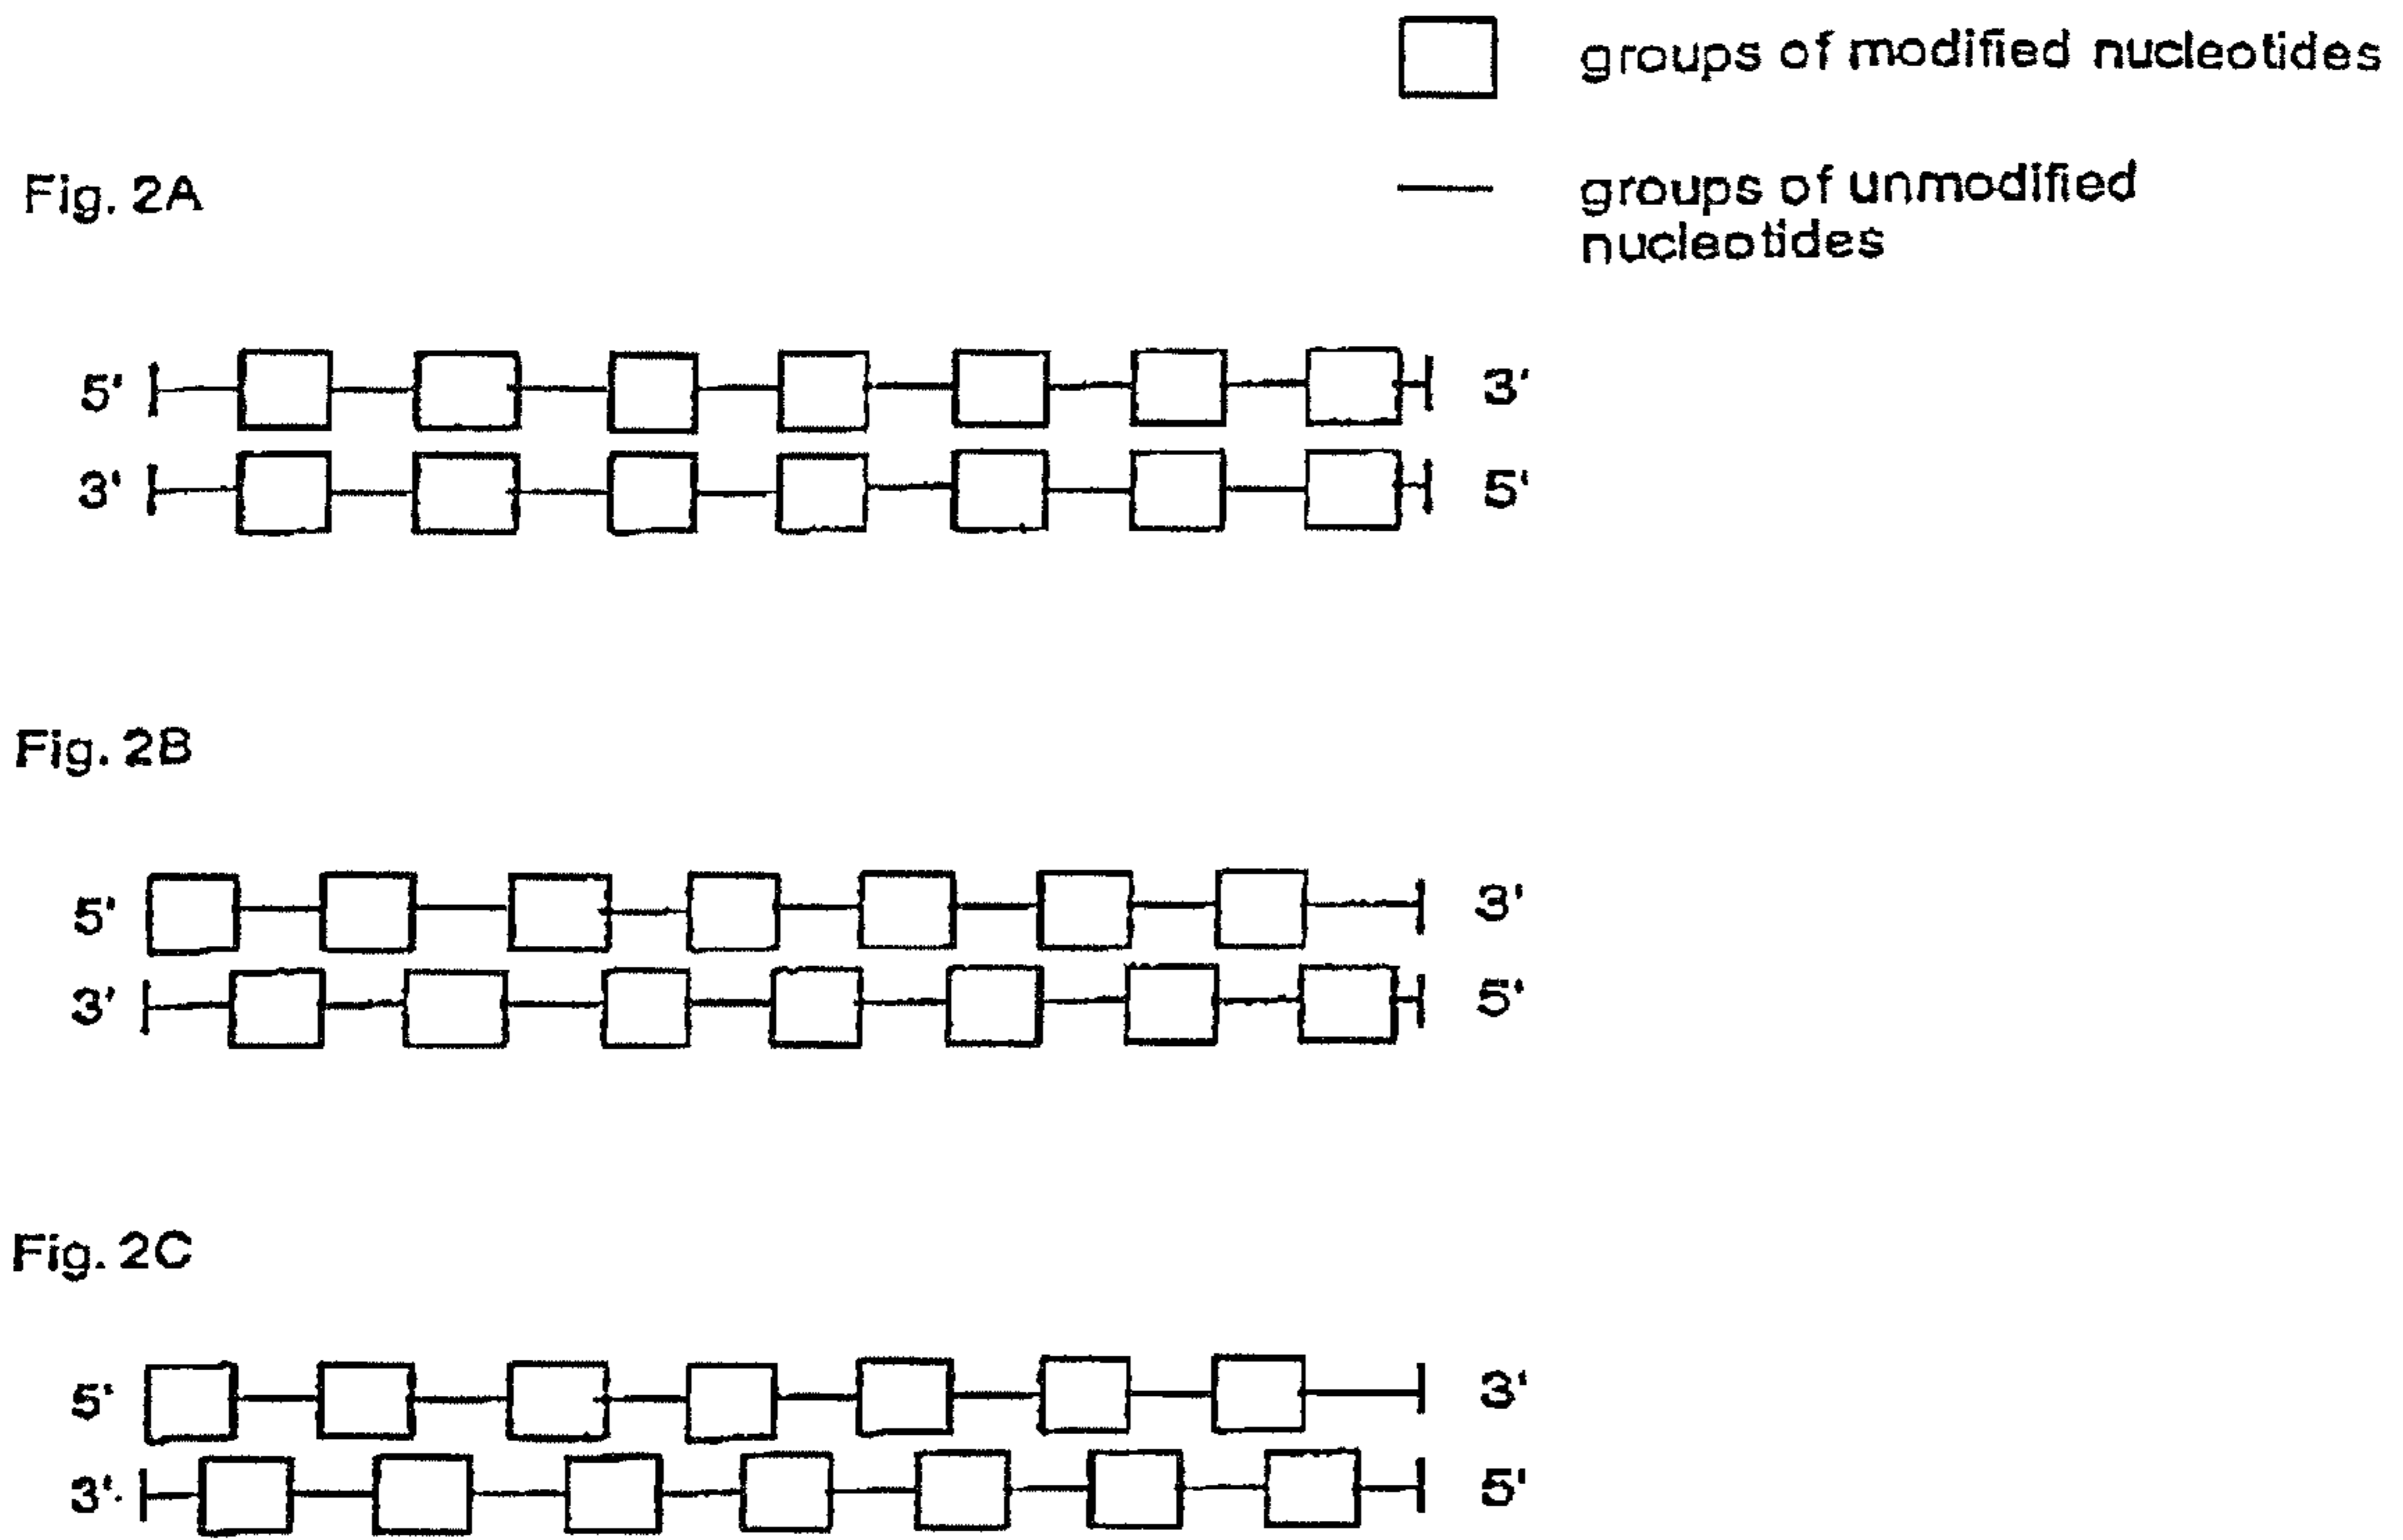 groups of modified nucleotides
Fig. 2A
groups of unmodified
nucleotides
5' 3'
3' 5'
Fig. 2B
5' 3'
3' 5'
Fig. 2C
5' 3'
3' 5'